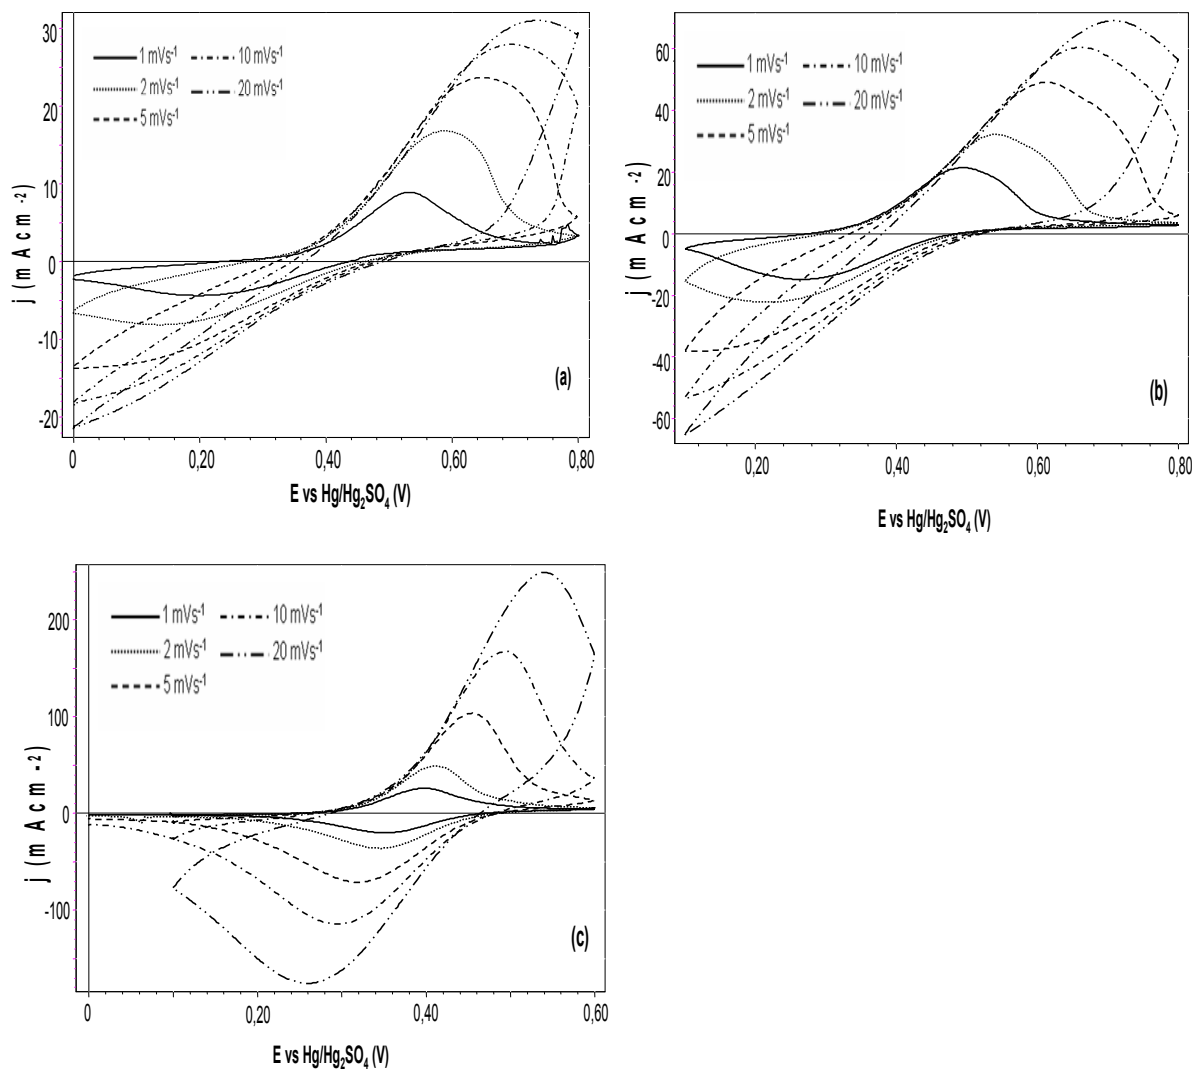 30
20
10
0
-10
-20
j (mAcm-2)
1 mVs-1
2 mVs-1
5 mVs-1
10 mVs-1
20 mVs-1
(a)
0
0,20
0,40
0,60
0,80
E vs Hg/Hg2SO4 (V)
60
40
20
0
-20
-40
-60
j (mAcm-2)
1 mVs-1
2 mVs-1
5 mVs-1
10 mVs-1
20 mVs-1
(b)
0,20
0,40
0,60
0,80
E vs Hg/Hg2SO4 (V)
200
100
0
-100
j (mAcm-2)
1 mVs-1
2 mVs-1
5 mVs-1
10 mVs-1
20 mVs-1
(c)
0
0,20
0,40
0,60
E vs Hg/Hg2SO4 (V)